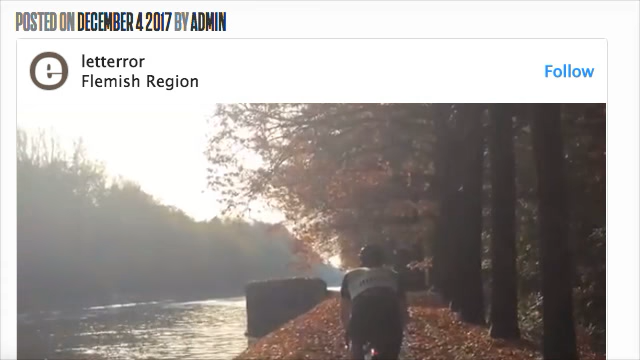 POSTED ON DECEMBER 4 2017 BY ADMIN
e
letterror
Flemish Region
Follow